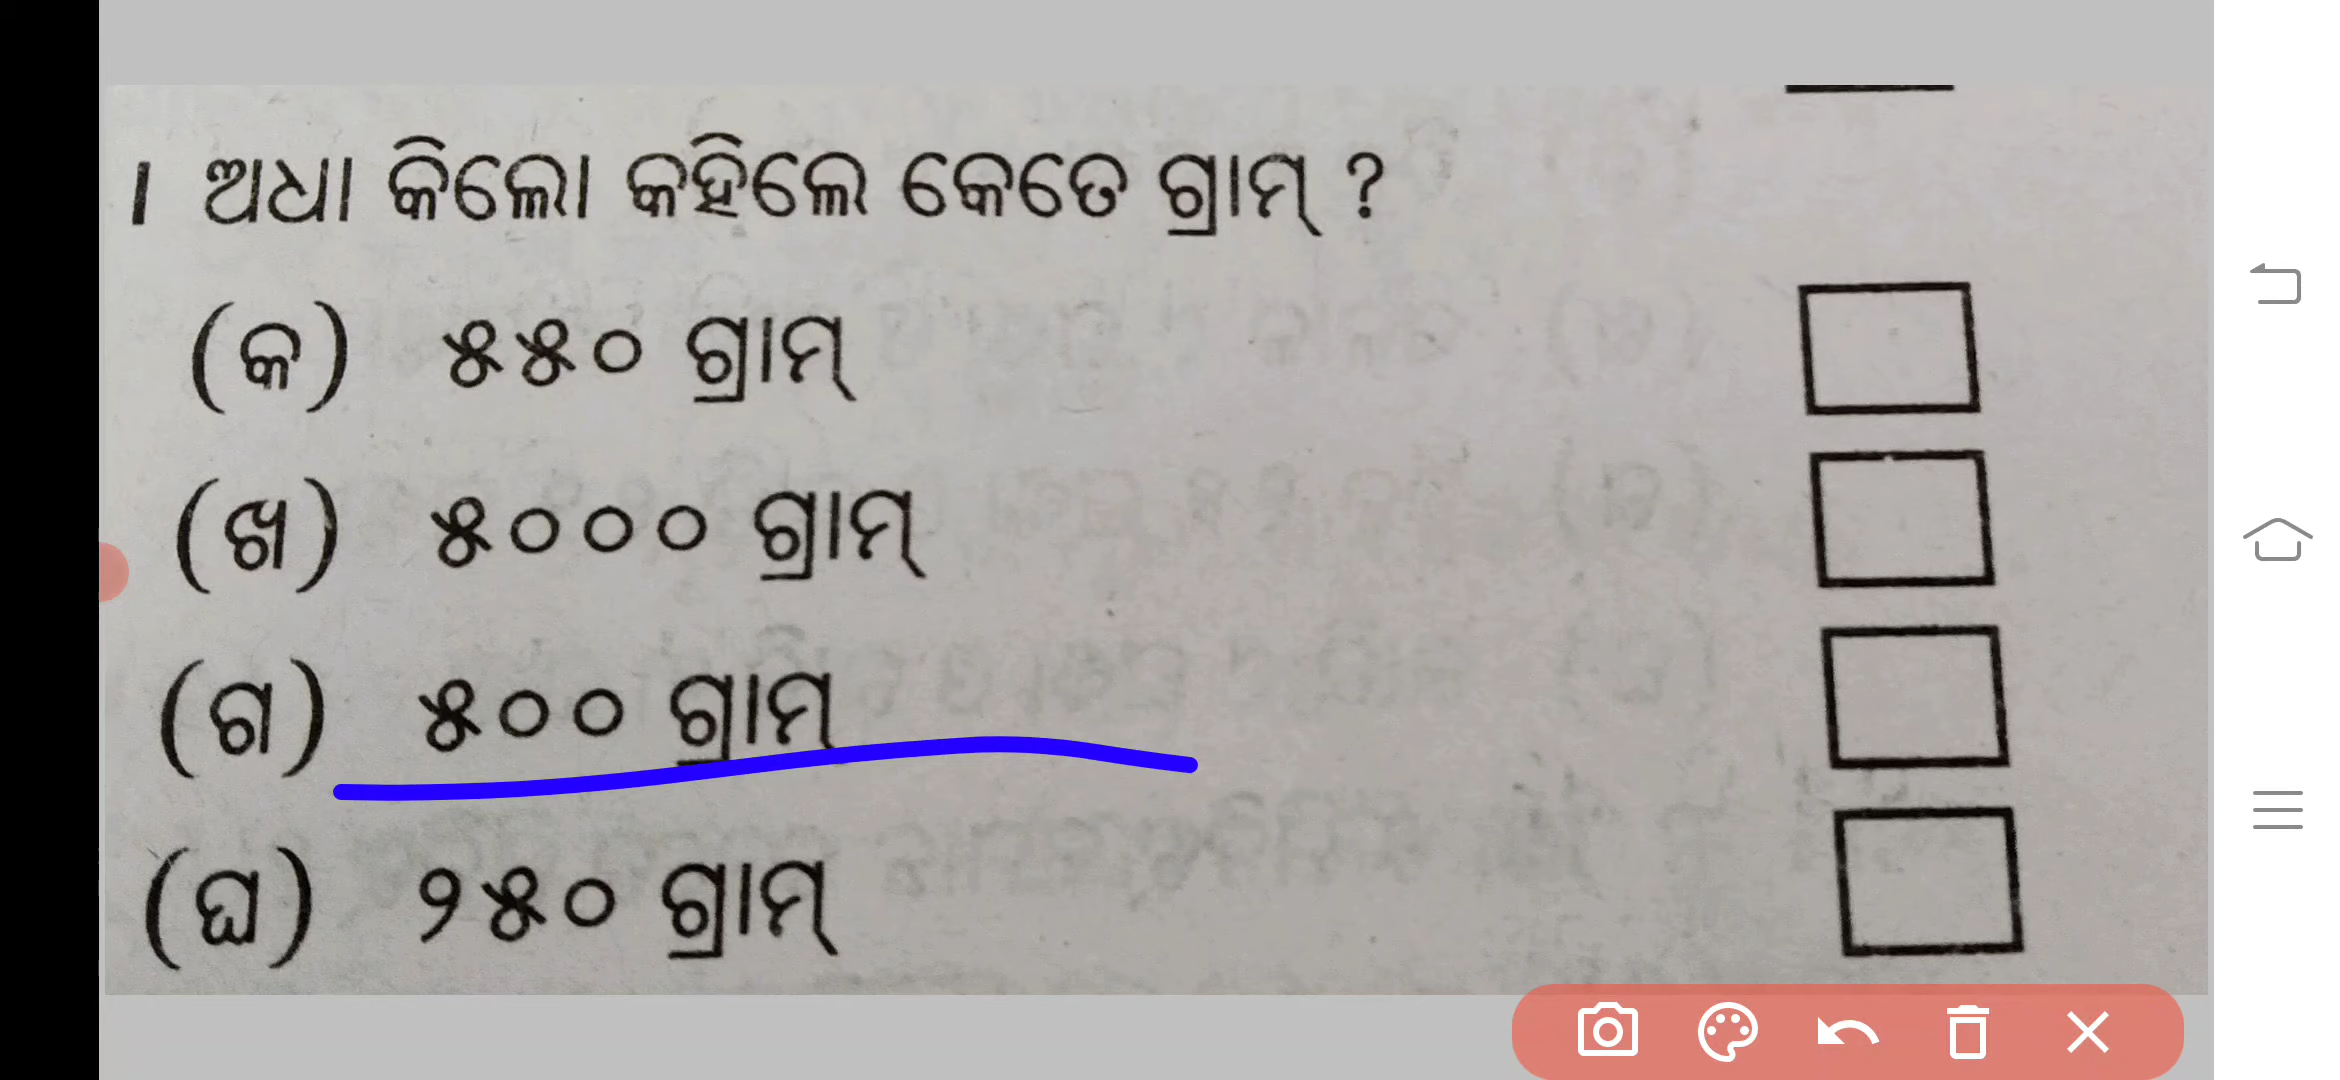 । ଅଧା କିଲୋ କହିଲେ କେତେ ଗ୍ରାମ୍ ?
(କ) ୫୫୦ ଗ୍ରାମ୍
(ଖ) ୫୦୦୦ ଗ୍ରାମ୍
(ଗ) ୫୦୦ ଗ୍ରାମ୍
(ଘ) ୨୫୦ ଗ୍ରାମ୍